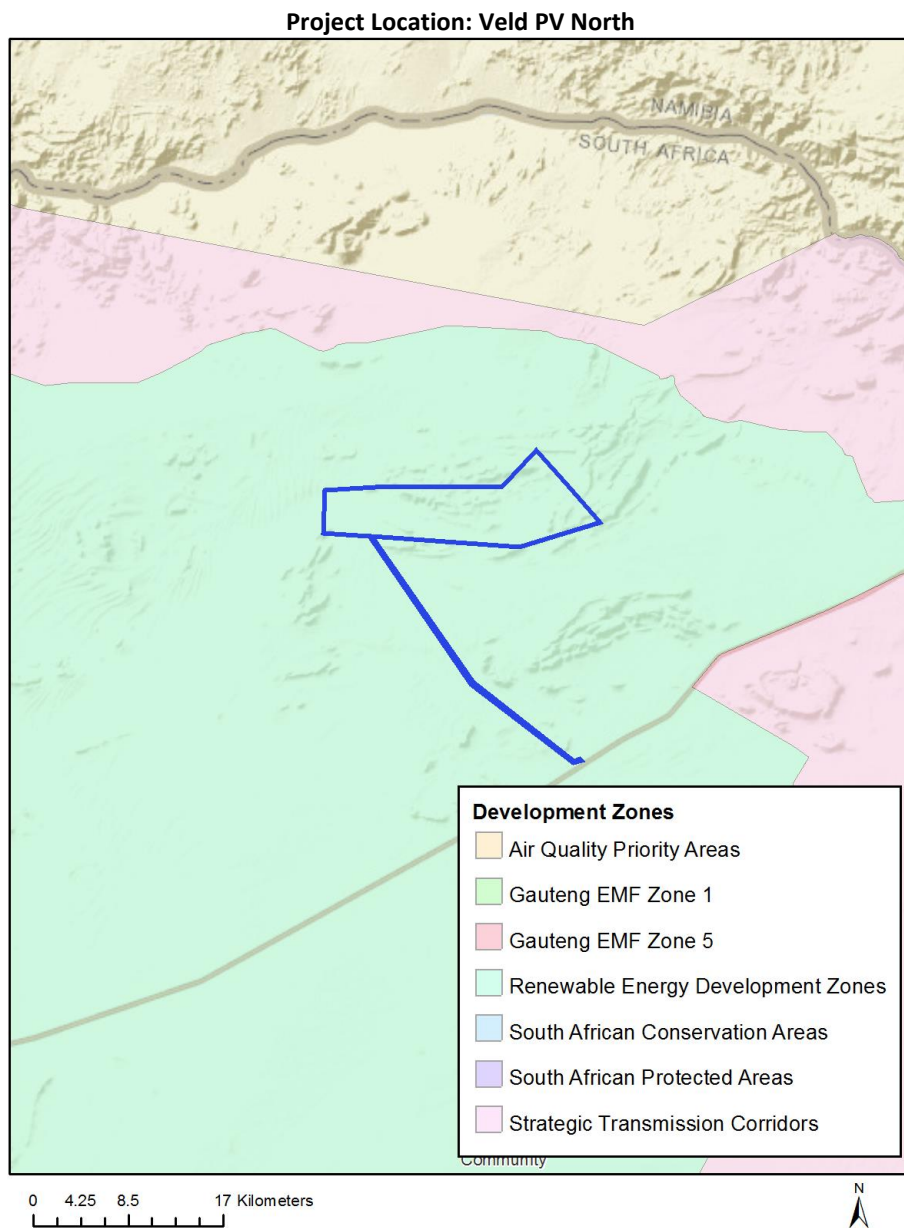 Project Location: Veld PV North
NAMIBIA
SOUTH AFRICA
Development Zones
Air Quality Priority Areas
Gauteng EMF Zone 1
Gauteng EMF Zone 5
Renewable Energy Development Zones
South African Conservation Areas
South African Protected Areas
Strategic Transmission Corridors
Community
0 4.25 8.5 17 Kilometers
N